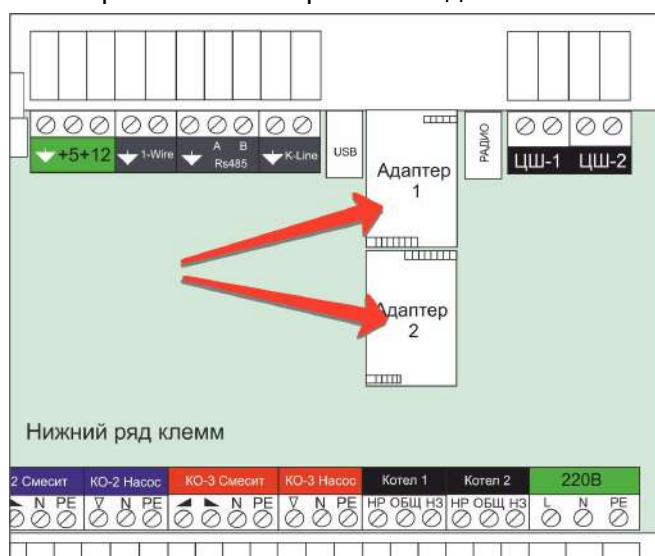 +5+12 1-Wire A B Rs485 K-Line USB РАДИО ЦШ-1 ЦШ-2
Адаптер
1
Адаптер
2
Нижний ряд клемм
2 Смесит КО-2 Насос КО-3 Смесит КО-3 Насос Котел 1 Котел 2 220В
N PE N PE N PE N PE НР ОБЩ НЗ НР ОБЩ НЗ L N PE